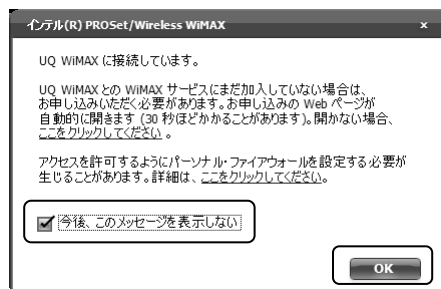 インテル(R) PROSet/Wireless WiMAX
×
UQ WiMAX に接続しています。
UQ WiMAX との WiMAX サービスにまだ加入していない場合は、
お申し込みいただく必要があります。お申し込みの Web ページが
自動的に開きます (30 秒ほどかかることがあります)。開かない場合、
ここをクリックしてください 。
アクセスを許可するようにパーソナル・ファイアウォールを設定する必要が
生じることがあります。詳細は、ここをクリックしてください。
今後、このメッセージを表示しない
OK